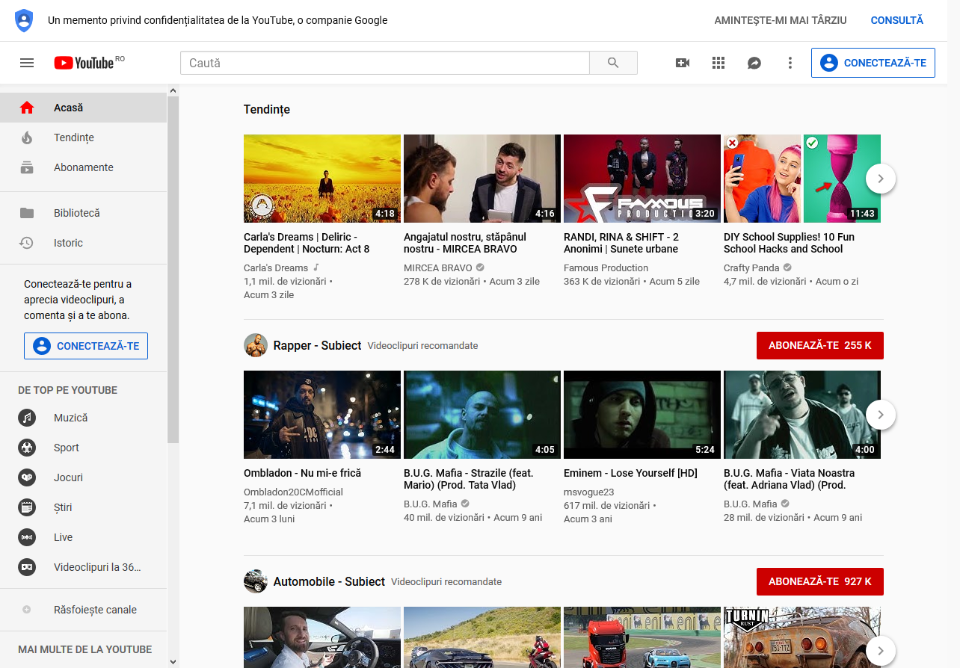 Un memento privind confidențialitatea de la YouTube, o companie Google
AMINTEȘTE-MI MAI TÂRZIU
CONSULTĂ
YouTube RO
Caută
CONECTEAZĂ-TE
Acasă
Tendințe
Abonamente
Bibliotecă
Istoric
Conectează-te pentru a
aprecia videoclipuri, a
comenta și a te abona.
CONECTEAZĂ-TE
DE TOP PE YOUTUBE
Muzică
Sport
Jocuri
Știri
Live
Videoclipuri la 36...
Răsfoiește canale
MAI MULTE DE LA YOUTUBE
Tendințe
4:18
4:16
FAMOUS
PRODUCTI
3:20
11:43
Carla's Dreams | Deliric -
Dependent | Nocturn: Act 8
Carla's Dreams
1,1 mil. de vizionări •
Acum 3 zile
Angajatul nostru, stăpânul
nostru - MIRCEA BRAVO
MIRCEA BRAVO
278 K de vizionări • Acum 3 zile
RANDI, RINA & SHIFT - 2
Anonimi | Sunete urbane
Famous Production
363 K de vizionări • Acum 5 zile
DIY School Supplies! 10 Fun
School Hacks and School
Crafty Panda
4,7 mil. de vizionări • Acum o zi
Rapper - Subiect Videoclipuri recomandate
ABONEAZĂ-TE 255 K
2:44
4:05
5:24
4:00
Ombladon - Nu mi-e frică
Ombladon20CMofficial
7,1 mil. de vizionări •
Acum 3 luni
B.U.G. Mafia - Strazile (feat.
Mario) (Prod. Tata Vlad)
B.U.G. Mafia
40 mil. de vizionări • Acum 9 ani
Eminem - Lose Yourself [HD]
msvogue23
617 mil. de vizionări •
Acum 3 ani
B.U.G. Mafia - Viata Noastra
(feat. Adriana Vlad) (Prod.
B.U.G. Mafia
28 mil. de vizionări • Acum 9 ani
Automobile - Subiect Videoclipuri recomandate
ABONEAZĂ-TE 927 K
eni
TURNIN
RUST